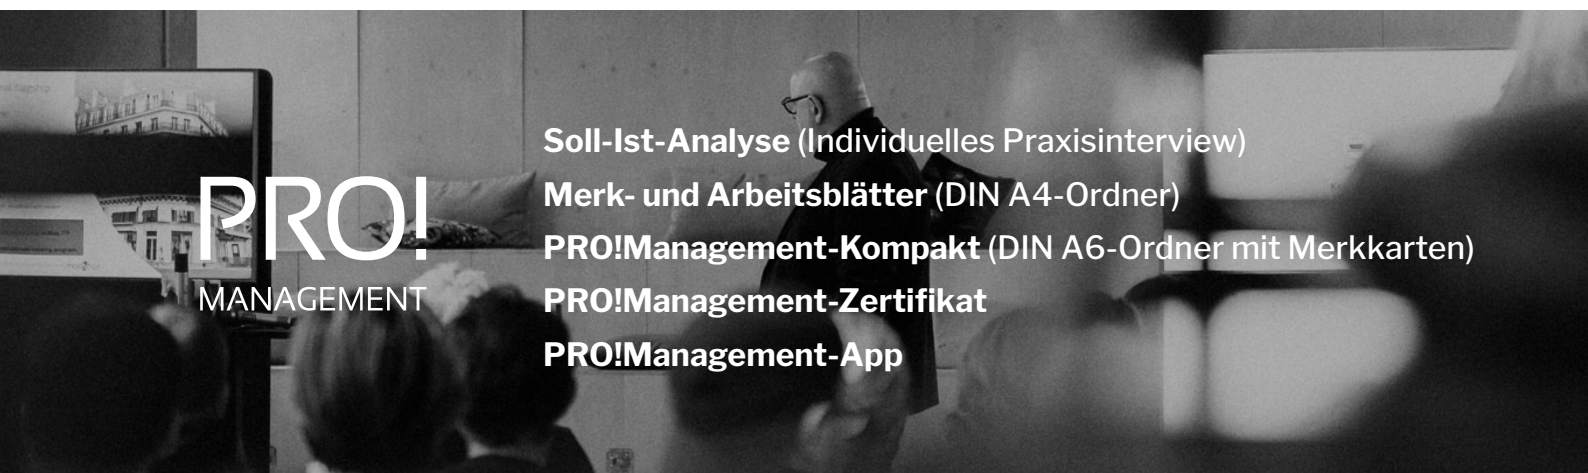 PRO!
MANAGEMENT
Soll-Ist-Analyse (Individuelles Praxisinterview)
Merk- und Arbeitsblätter (DIN A4-Ordner)
PRO!Management-Kompakt (DIN A6-Ordner mit Merkkarten)
PRO!Management-Zertifikat
PRO!Management-App